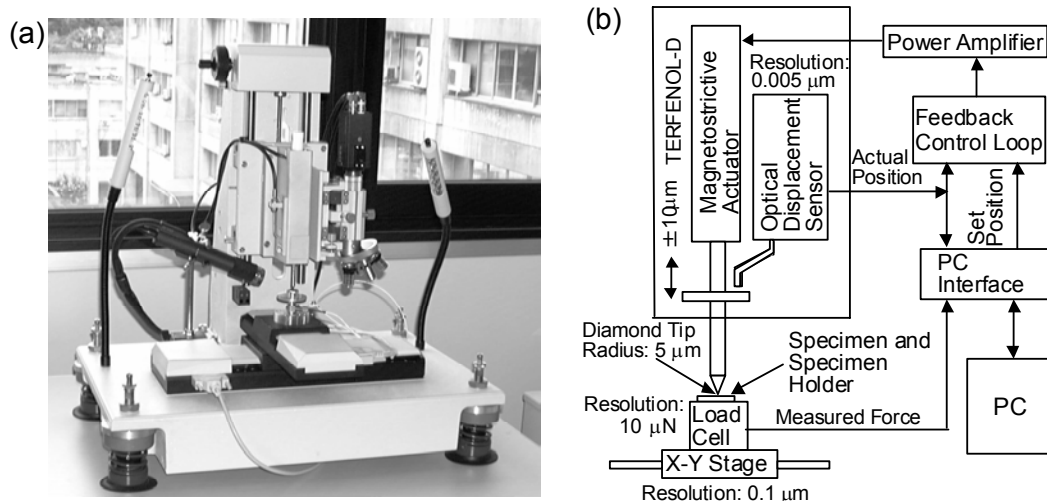 (a)
(b)
TERFENOL-D
±10µm
Magnetostrictive
Actuator
Resolution:
0.005 µm
Optical
Displacement
Sensor
Power Amplifier
Feedback
Control Loop
Actual
Position
Set
Position
PC
Interface
PC
Diamond Tip
Radius: 5 µm
Specimen and
Specimen
Holder
Resolution:
10 µN
Load
Cell
Measured Force
X-Y Stage
Resolution: 0.1 µm